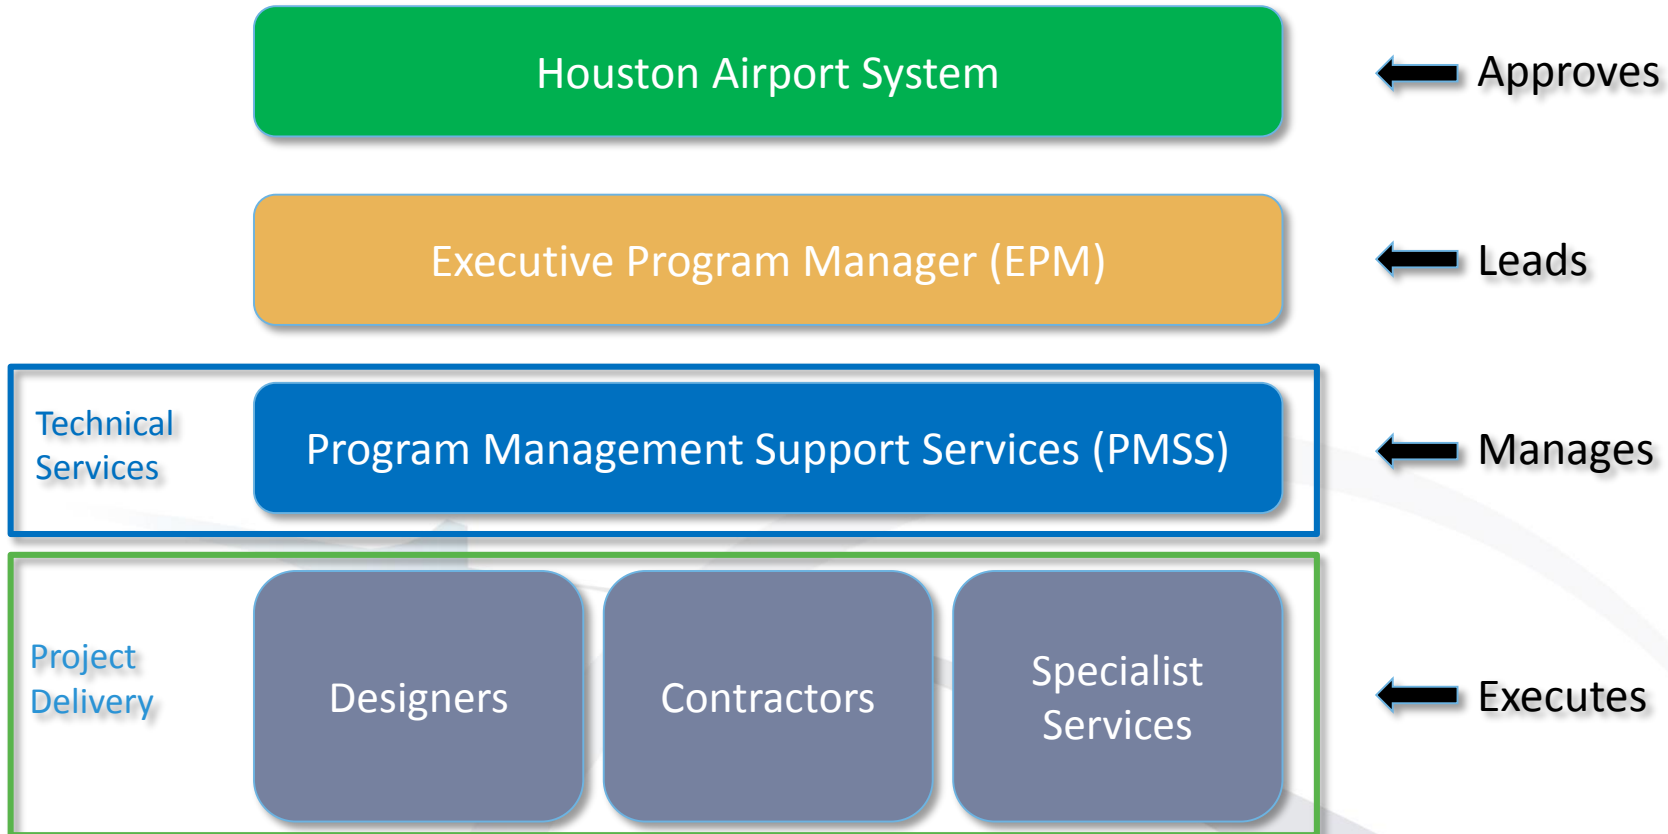 Houston Airport System
Approves
Executive Program Manager (EPM)
Leads
Technical
Services
Program Management Support Services (PMSS)
Manages
Project
Delivery
Designers
Contractors
Specialist
Services
Executes